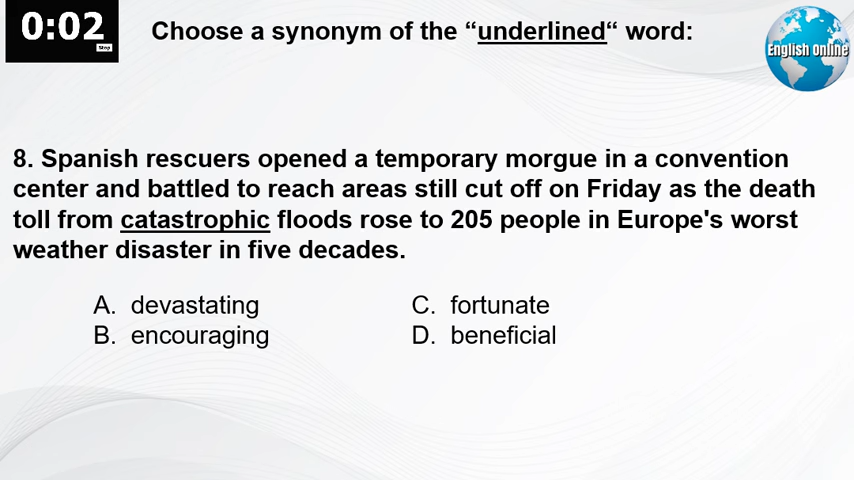 0:02
Stop
Choose a synonym of the “underlined“ word:
English Online
8. Spanish rescuers opened a temporary morgue in a convention
center and battled to reach areas still cut off on Friday as the death
toll from catastrophic floods rose to 205 people in Europe's worst
weather disaster in five decades.
A. devastating
B. encouraging
C. fortunate
D. beneficial